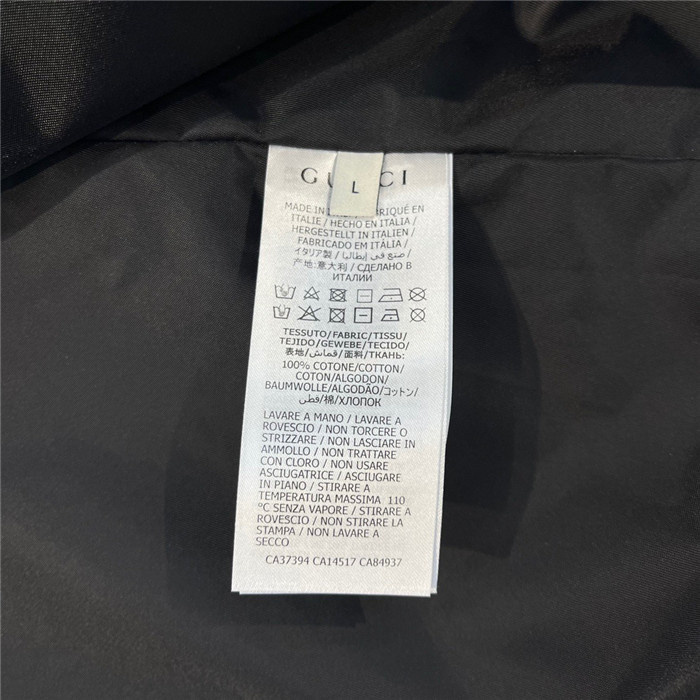 GUCCI
L
MADE IN
FABRIQUÉ EN
ITALIE / HECHO EN ITALIA /
HERGESTELLT IN ITALIEN /
FABRICADO EM ITÁLIA /
イタリア製 / صنع في إيطاليا /
产地:意大利 / СДЕЛАНО В
ИТАЛИИ
TESSUTO/FABRIC/TISSU/
TEJIDO/GEWEBE/TECIDO/
表地/قماش/面料/ТКАНЬ:
100% COTONE/COTTON/
COTON/ALGODON/
BAUMWOLLE/ALGODÃO/コットン/
قطن/棉/ХЛОПОК
LAVARE A MANO / LAVARE A
ROVESCIO / NON TORCERE O
STRIZZARE / NON LASCIARE IN
AMMOLLO / NON TRATTARE
CON CLORO / NON USARE
ASCIUGATRICE / ASCIUGARE
IN PIANO / STIRARE A
TEMPERATURA MASSIMA 110
°C SENZA VAPORE / STIRARE A
ROVESCIO / NON STIRARE LA
STAMPA / NON LAVARE A
SECCO
CA37394 CA14517 CA84937